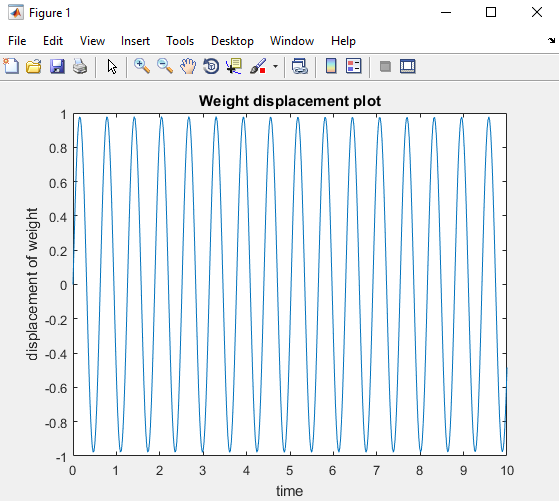 Figure 1
File Edit View Insert Tools Desktop Window Help
Weight displacement plot
1
0.8
0.6
0.4
0.2
0
-0.2
-0.4
-0.6
-0.8
-1
displacement of weight
0 1 2 3 4 5 6 7 8 9 10
time